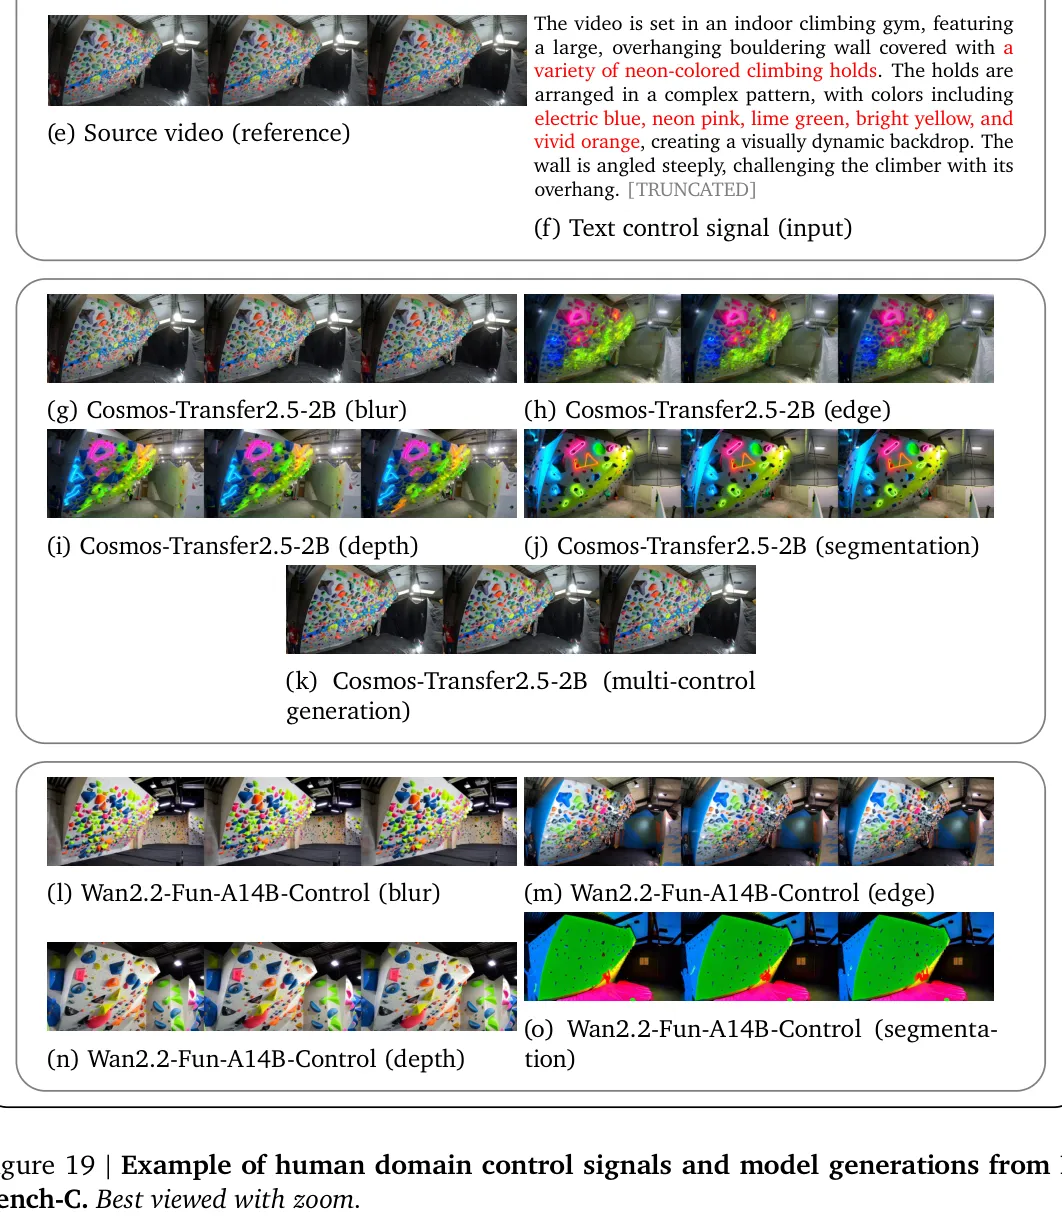 The video is set in an indoor climbing gym, featuring
a large, overhanging bouldering wall covered with a
variety of neon-colored climbing holds. The holds are
arranged in a complex pattern, with colors including
electric blue, neon pink, lime green, bright yellow, and
vivid orange, creating a visually dynamic backdrop. The
wall is angled steeply, challenging the climber with its
overhang. [TRUNCATED]
(e) Source video (reference)
(f) Text control signal (input)
(g) Cosmos-Transfer2.5-2B (blur)
(h) Cosmos-Transfer2.5-2B (edge)
(i) Cosmos-Transfer2.5-2B (depth)
(j) Cosmos-Transfer2.5-2B (segmentation)
(k) Cosmos-Transfer2.5-2B (multi-control
generation)
(l) Wan2.2-Fun-A14B-Control (blur)
(m) Wan2.2-Fun-A14B-Control (edge)
(n) Wan2.2-Fun-A14B-Control (depth)
(o) Wan2.2-Fun-A14B-Control (segmenta-
tion)
gure 19 | Example of human domain control signals and model generations from
ench-C. Best viewed with zoom.